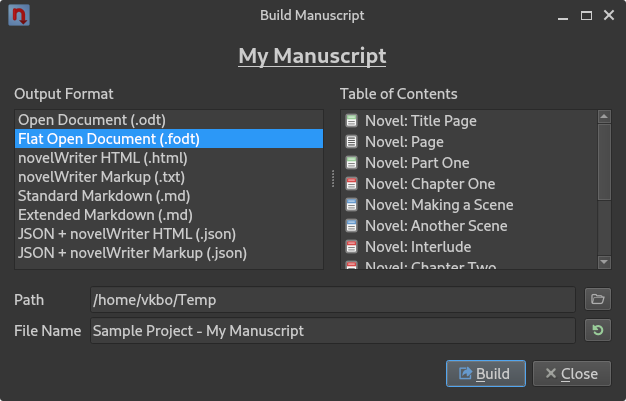 Build Manuscript
My Manuscript
Output Format
Open Document (.odt)
Flat Open Document (.fodt)
novelWriter HTML (.html)
novelWriter Markup (.txt)
Standard Markdown (.md)
Extended Markdown (.md)
JSON + novelWriter HTML (.json)
JSON + novelWriter Markup (.json)
Table of Contents
Novel: Title Page
Novel: Page
Novel: Part One
Novel: Chapter One
Novel: Making a Scene
Novel: Another Scene
Novel: Interlude
Novel: Chapter Two
Path
/home/vkbo/Temp
File Name
Sample Project - My Manuscript
Build
Close